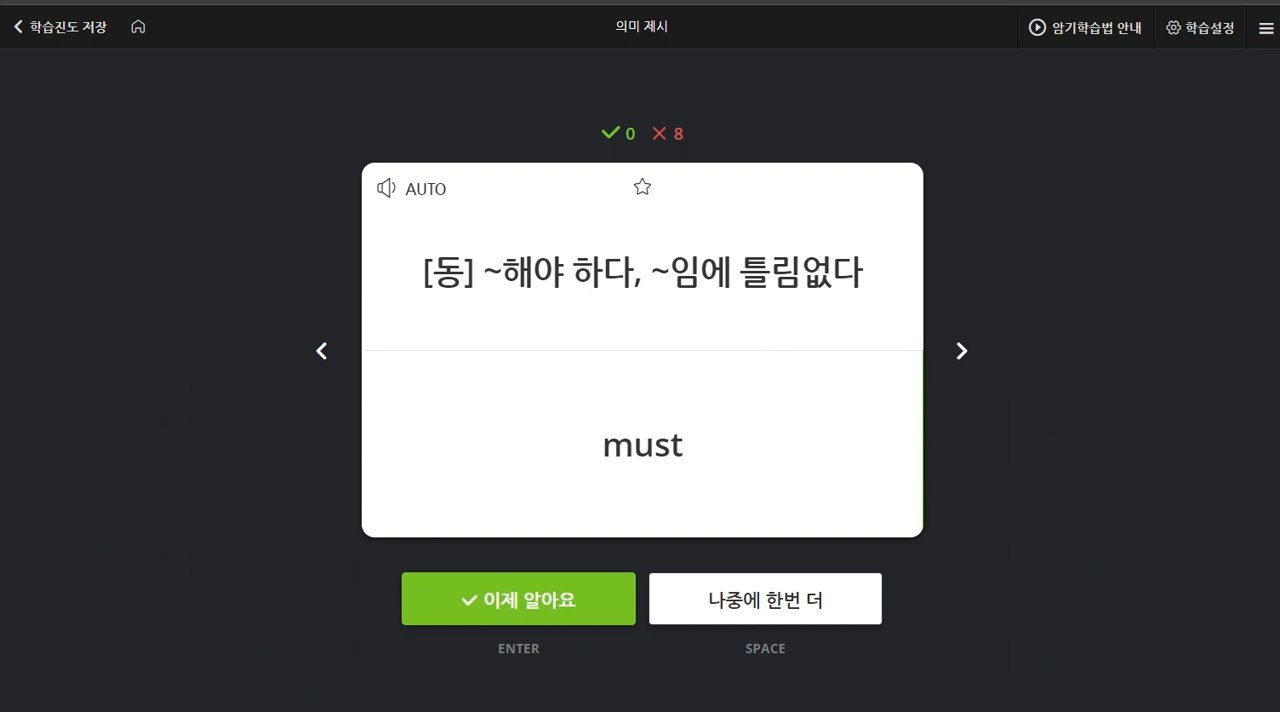 학습진도 저장
의미 제시
암기학습법 안내
학습설정
0
8
AUTO
[동] ~해야 하다, ~임에 틀림없다
must
이제 알아요
나중에 한번 더
ENTER
SPACE